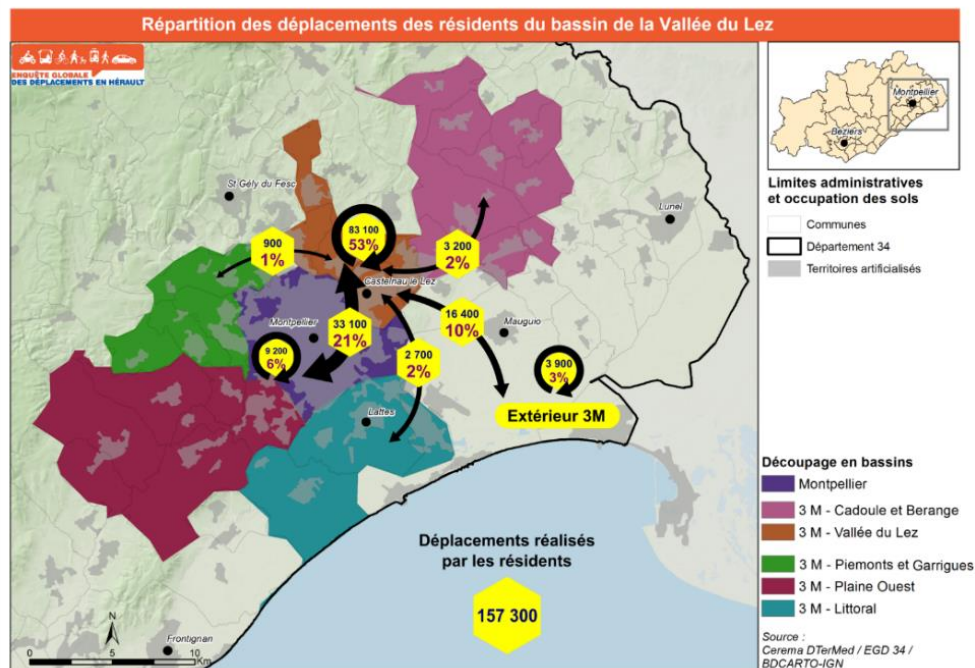 Répartition des déplacements des résidents du bassin de la Vallée du Lez
ENQUÊTE GLOBALE
DES DÉPLACEMENTS EN HÉRAULT
St Gély du Fesc
900
1%
83 100
53%
3 200
2%
Lunel
Castelnau le Lez
Montpellier
33 100
21%
16 400
10%
Mauguio
9 200
6%
2 700
2%
3 900
3%
Lattes
Extérieur 3M
Déplacements réalisés
par les résidents
157 300
N
Frontignan
0
5
10
Km
Montpellier
Béziers
Limites administratives
et occupation des sols
Communes
Département 34
Territoires artificialisés
Découpage en bassins
Montpellier
3 M - Cadoule et Berange
3 M - Vallée du Lez
3 M - Piemonts et Garrigues
3 M - Plaine Ouest
3 M - Littoral
Source :
Cerema DTerMed / EGD 34 /
BDCARTO-IGN